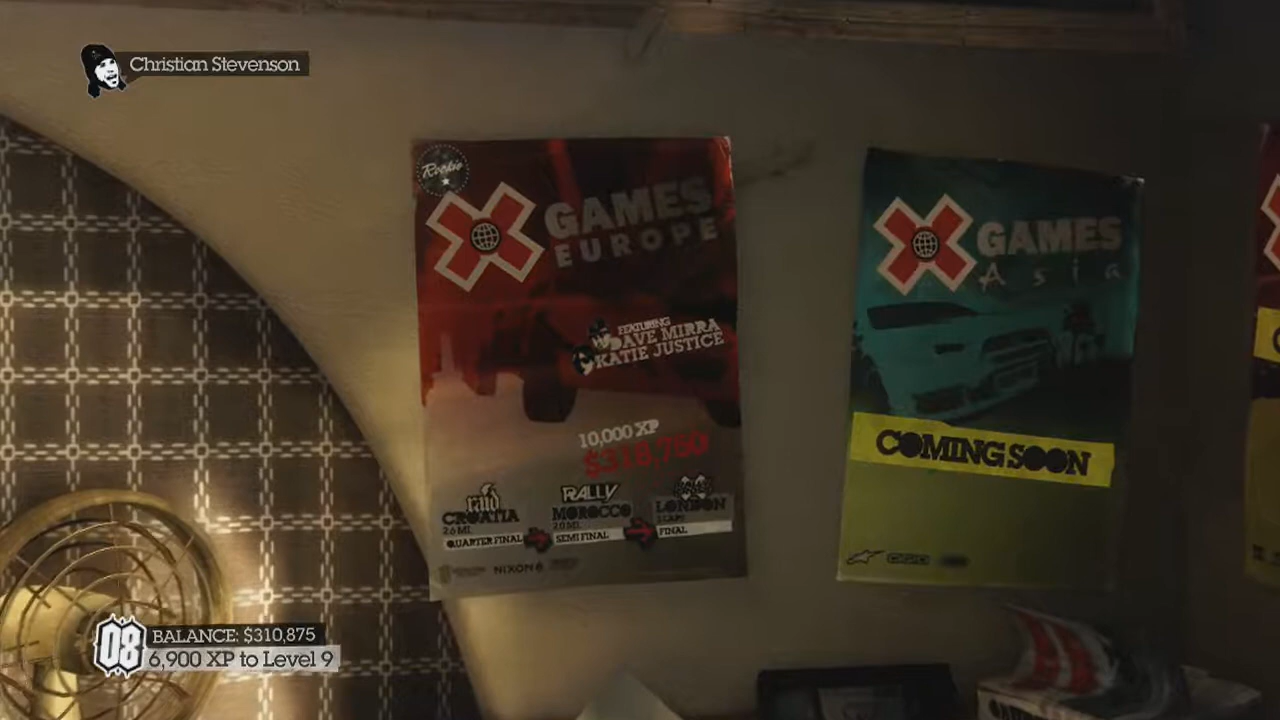 Christian Stevenson
Rookie
X GAMES
EUROPE
FEATURING
DAVE MIRRA
KATIE JUSTICE
10,000 XP
$318,750
raid
CROATIA
2.6 MI.
QUARTER FINAL
RALLY
MOROCCO
2.0 MI.
SEMI FINAL
LONDON
FINAL
NIXON
X GAMES
Asia
COMING SOON
08
BALANCE: $310,875
6,900 XP to Level 9